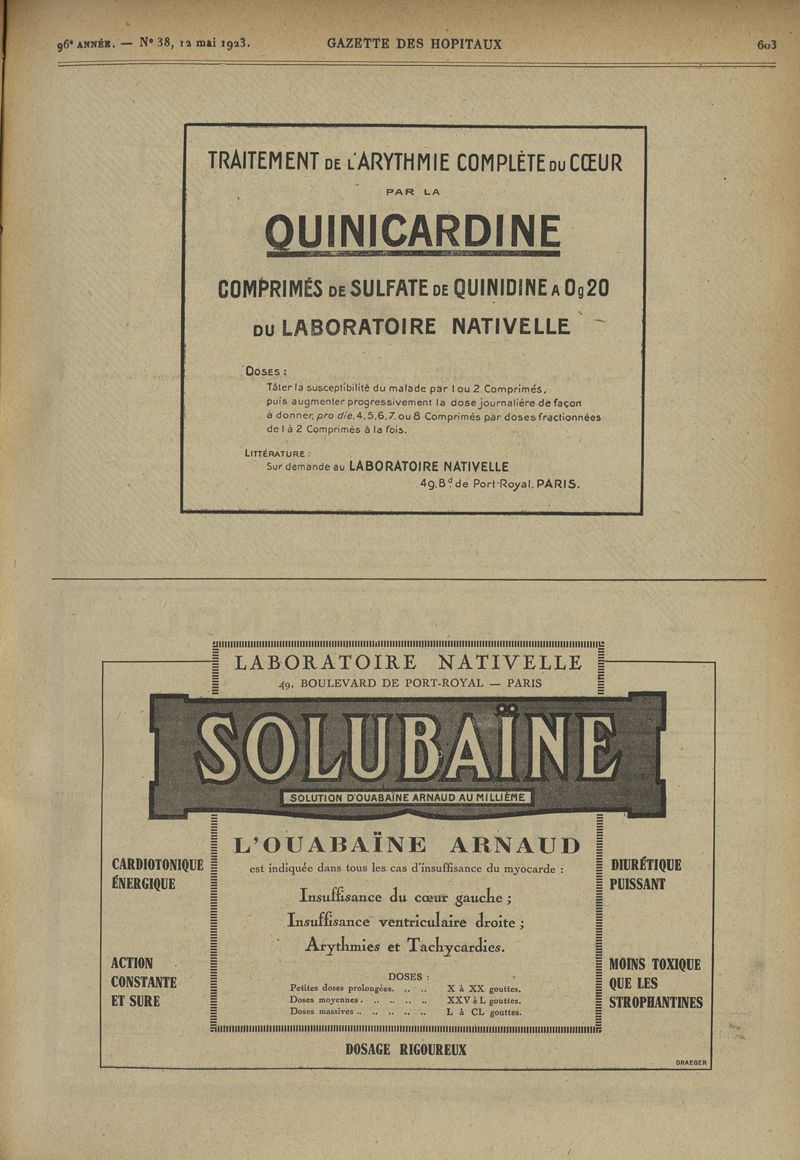 96e ANNÉE. — No 38, 12 mai 1923.
GAZETTE DES HOPITAUX
603
TRAITEMENT DE L'ARYTHMIE COMPLÈTE DU CŒUR
PAR LA
QUINICARDINE
COMPRIMÉS DE SULFATE DE QUINIDINE A 0g20
DU LABORATOIRE NATIVELLE
DOSES :
Tâter la susceptibilité du malade par 1 ou 2 Comprimés,
puis augmenter progressivement la dose journalière de façon
à donner, pro die, 4, 5, 6, 7, ou 8 Comprimés par doses fractionnées
de 1 à 2 Comprimés à la fois.
LITTÉRATURE :
Sur demande au LABORATOIRE NATIVELLE
49, Bd de Port-Royal, PARIS.
LABORATOIRE NATIVELLE
49, BOULEVARD DE PORT-ROYAL — PARIS
SOLUBAÏNE
SOLUTION D'OUABAÏNE ARNAUD AU MILLIÈME
L'OUABAÏNE ARNAUD
est indiquée dans tous les cas d'insuffisance du myocarde :
Insuffisance du cœur gauche ;
Insuffisance ventriculaire droite ;
Arythmies et Tachycardies.
DOSES :
Petites doses prolongées. .. .. X à XX gouttes.
Doses moyennes . .. .. .. .. XXV à L gouttes.
Doses massives .. .. .. .. .. L à CL gouttes.
CARDIOTONIQUE
ÉNERGIQUE
ACTION
CONSTANTE
ET SURE
DIURÉTIQUE
PUISSANT
MOINS TOXIQUE
QUE LES
STROPHANTINES
DOSAGE RIGOUREUX
DRAEGER